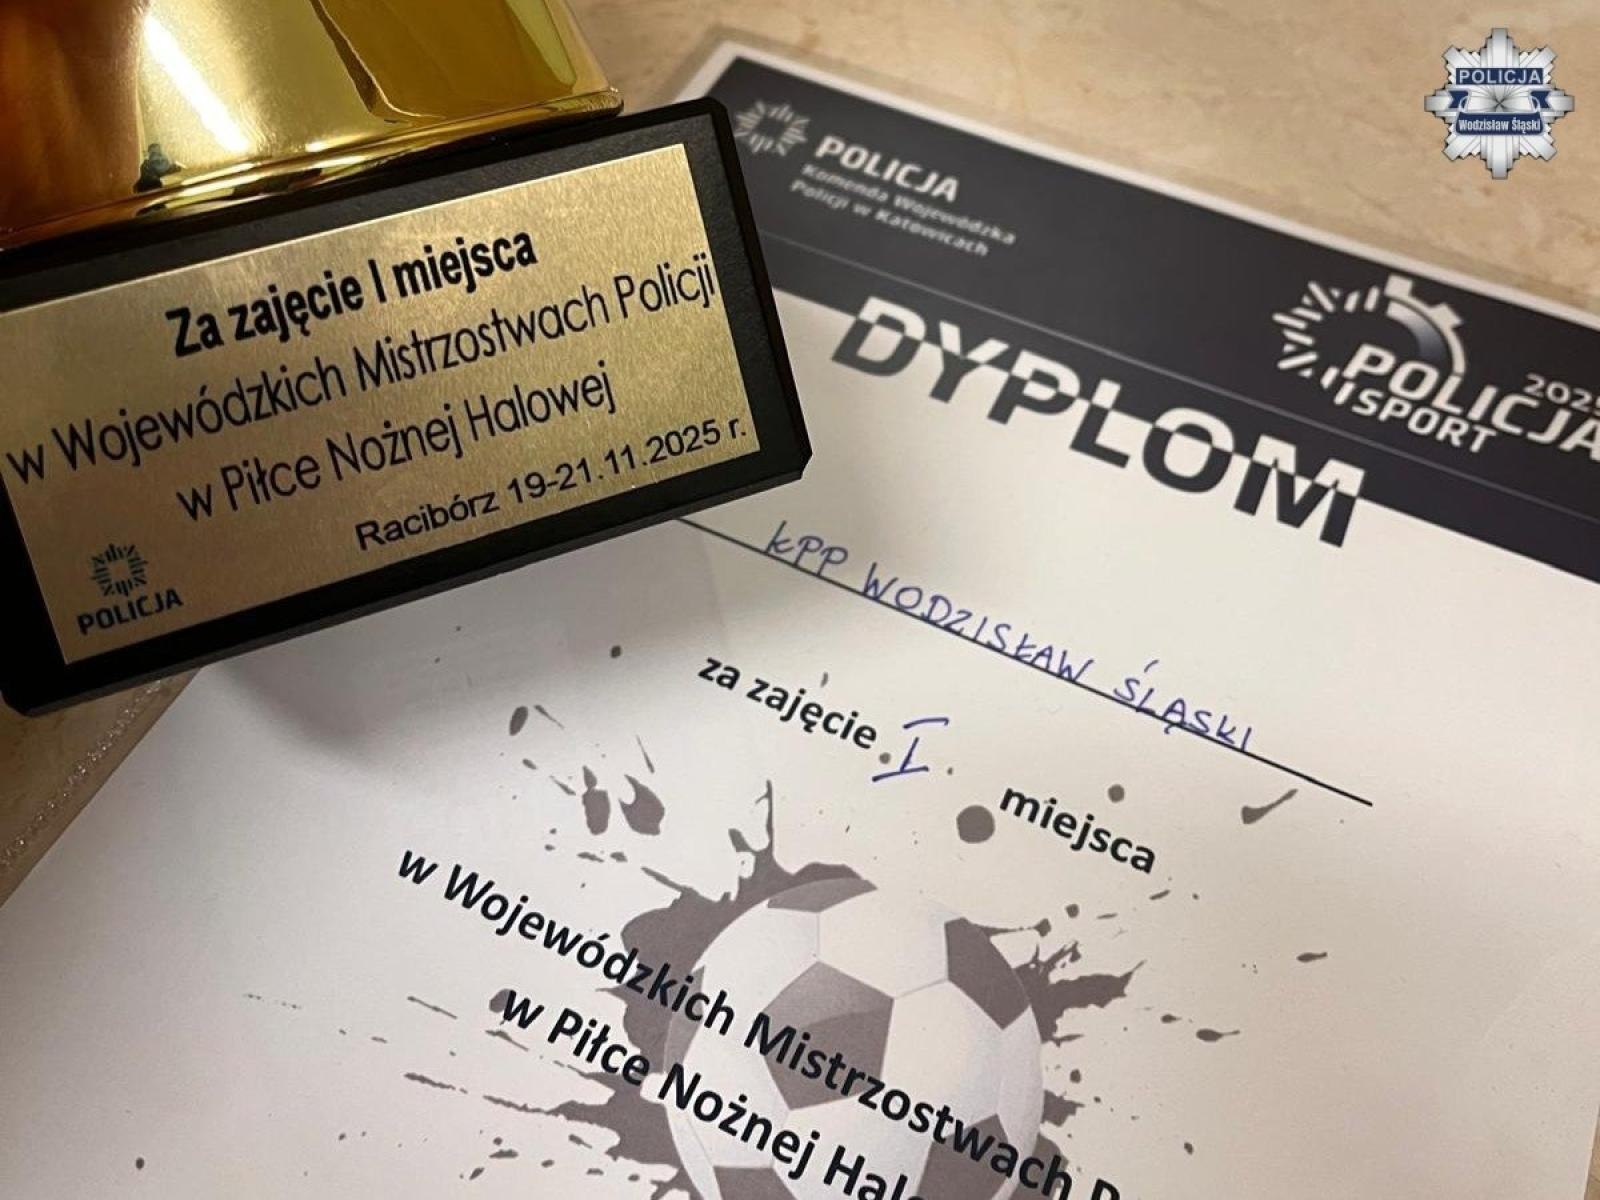 POLICJA
Wodzisław Śląski
Za zajęcie I miejsca
w Wojewódzkich Mistrzostwach Policji
w Piłce Nożnej Halowej
Racibórz 19-21.11.2025 r.
POLICJA
POLICJA
Komenda Wojewódzka
Policji w Katowicach
2025
POLICJA
I SPORT
DYPLOM
KPP WODZISŁAW ŚLĄSKI
za zajęcie I miejsca
w Wojewódzkich Mistrzostwach P
w Piłce Nożnej Halo